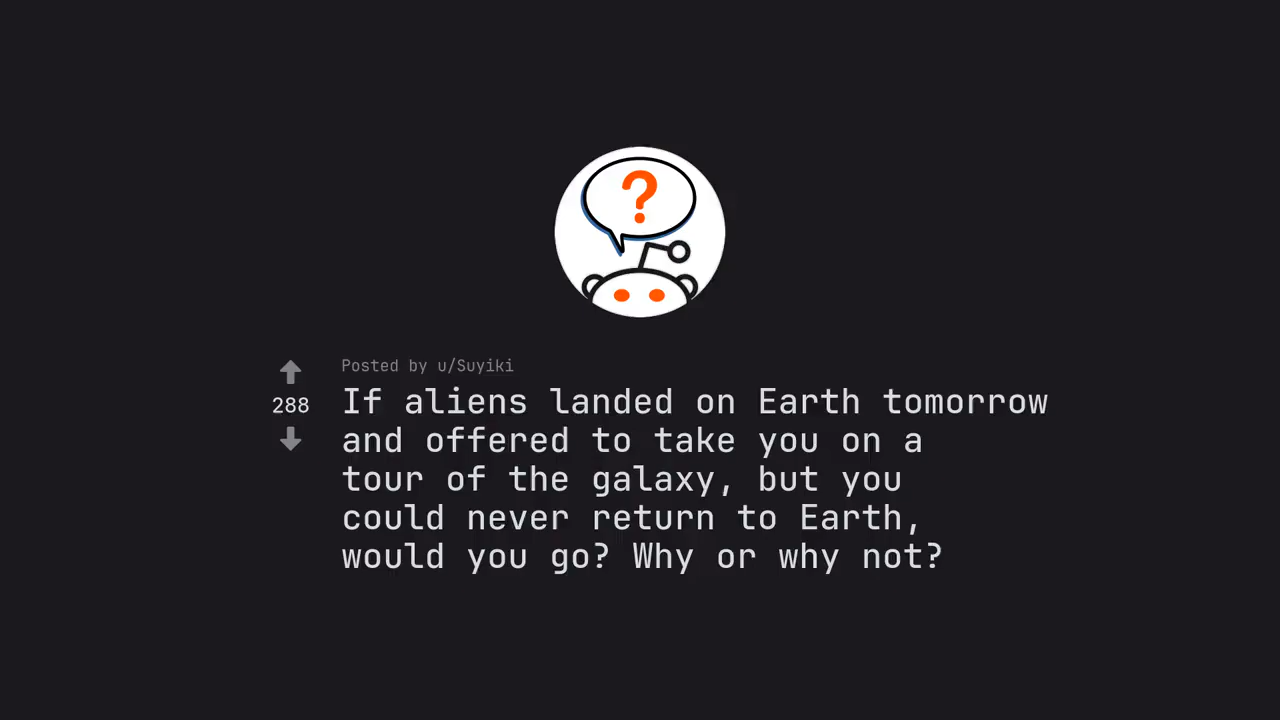 ?
Posted by u/Suyiki
288
If aliens landed on Earth tomorrow
and offered to take you on a
tour of the galaxy, but you
could never return to Earth,
would you go? Why or why not?